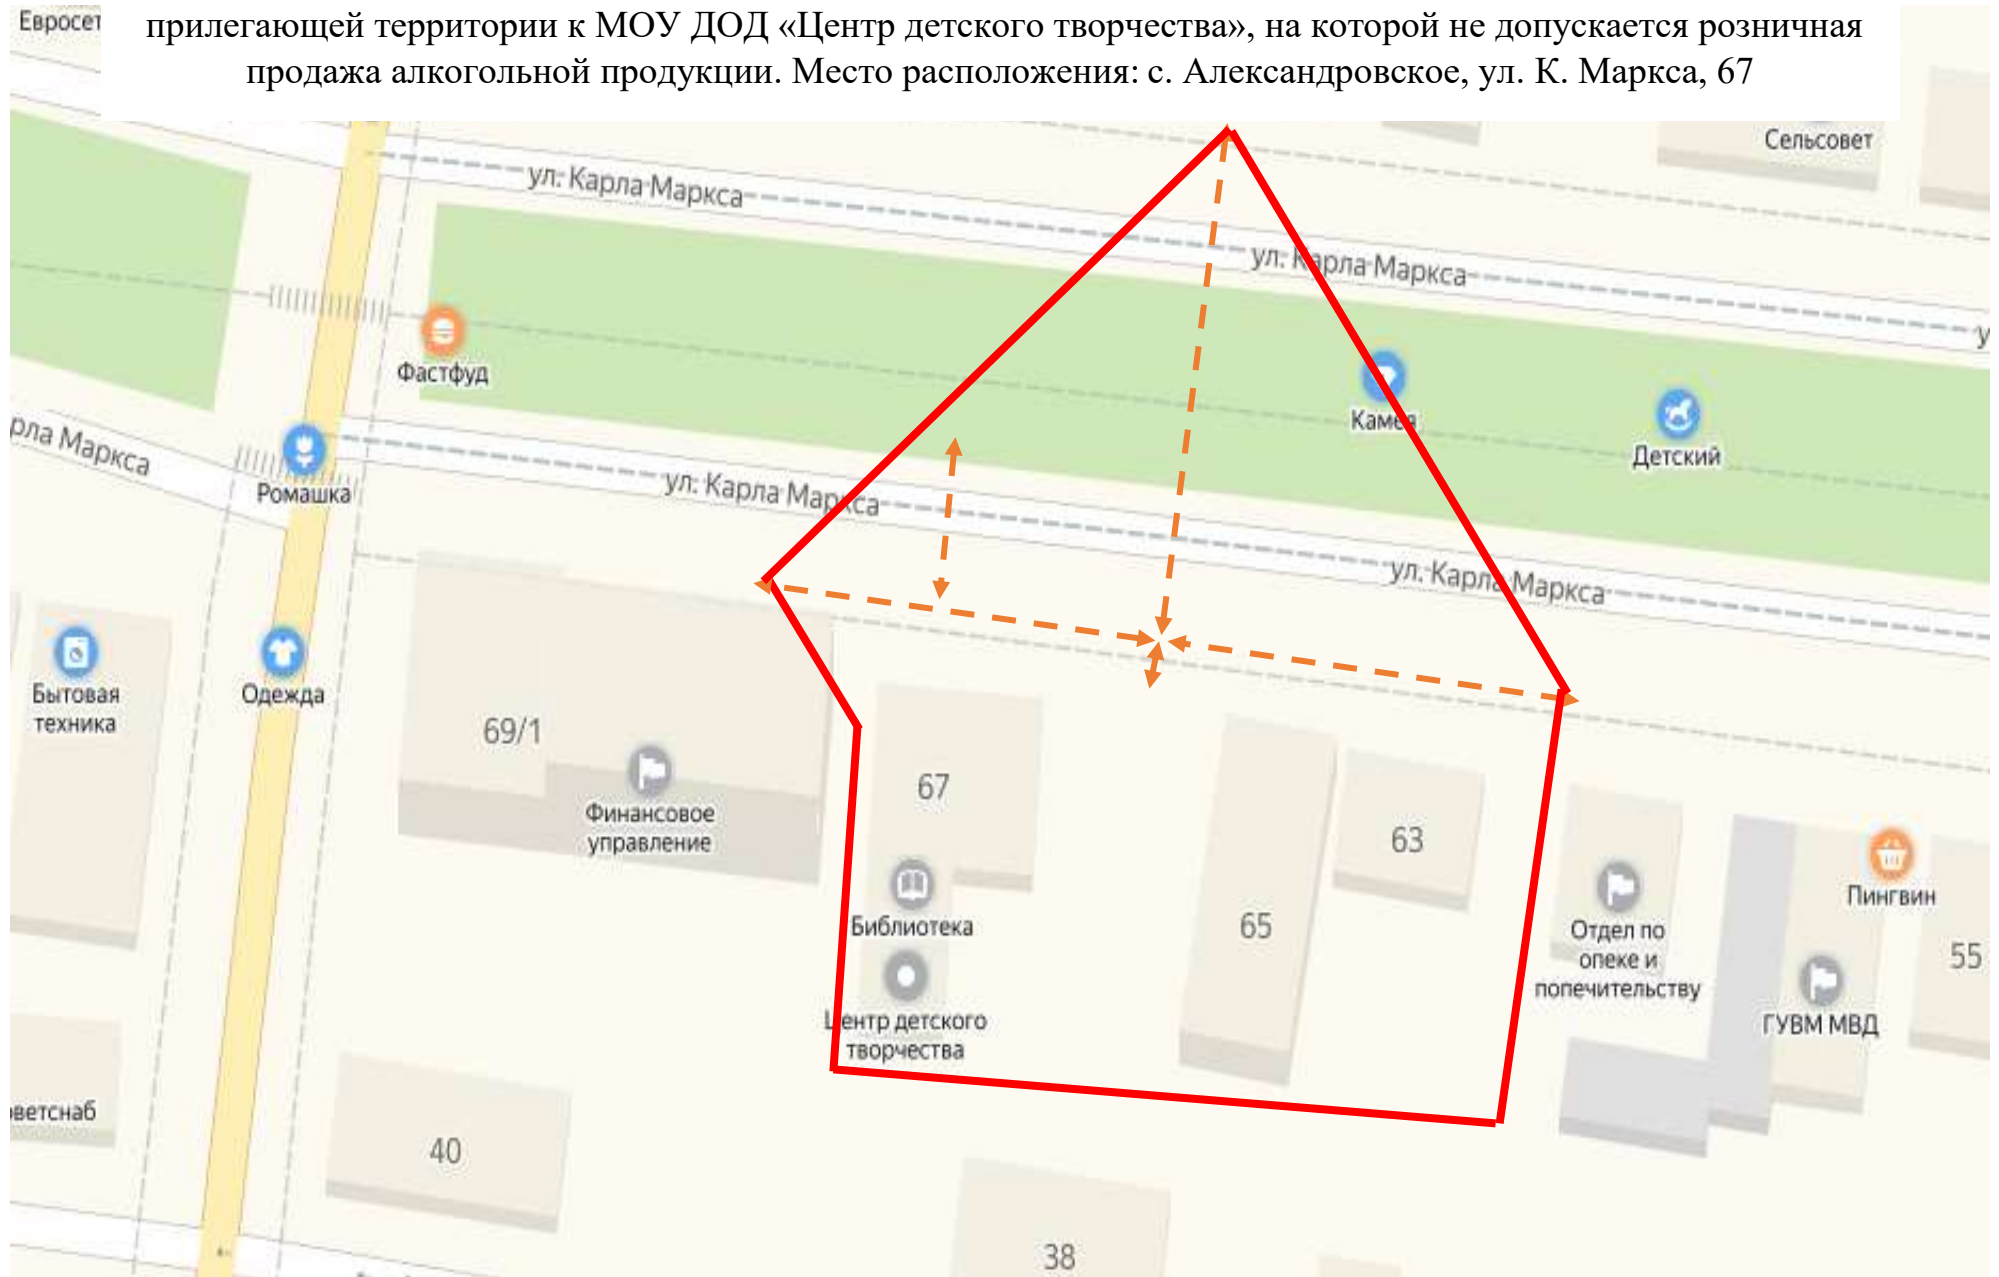 Евросет
прилегающей территории к МОУ ДОД «Центр детского творчества», на которой не допускается розничная
продажа алкогольной продукции. Место расположения: с. Александровское, ул. К. Маркса, 67
Сельсовет
ул. Карла Маркса
ул. Карла Маркса
у
Фастфуд
Камея
Детский
рла Маркса
Ромашка
ул. Карла Маркса
ул. Карла Маркса
Бытовая
техника
Одежда
69/1
Финансовое
управление
67
63
65
Библиотека
Центр детского
творчества
Отдел по
опеке и
попечительству
Пингвин
55
ГУВМ МВД
ветснаб
40
38